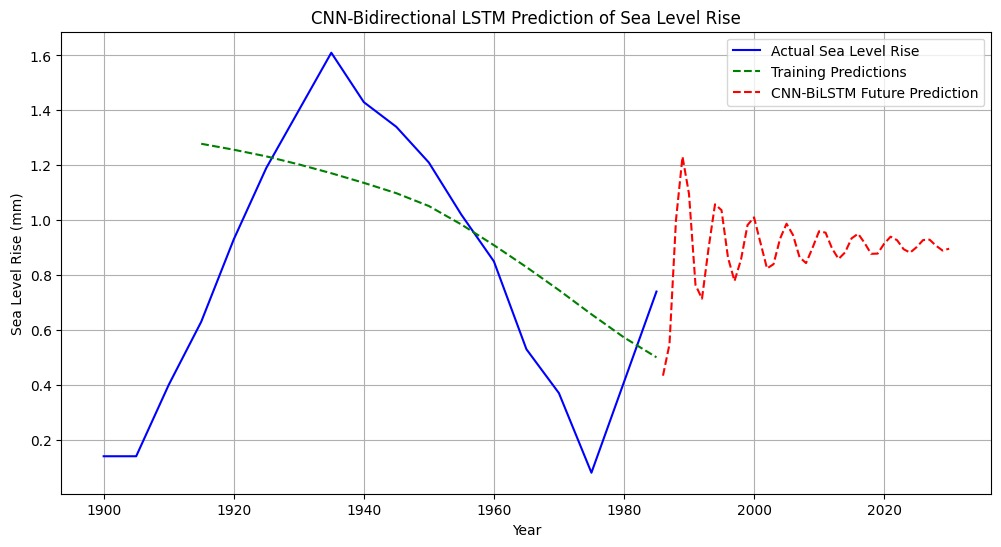 CNN-Bidirectional LSTM Prediction of Sea Level Rise
Actual Sea Level Rise
Training Predictions
CNN-BiLSTM Future Prediction
Sea Level Rise (mm)
1.6
1.4
1.2
1.0
0.8
0.6
0.4
0.2
1900
1920
1940
1960
1980
2000
2020
Year